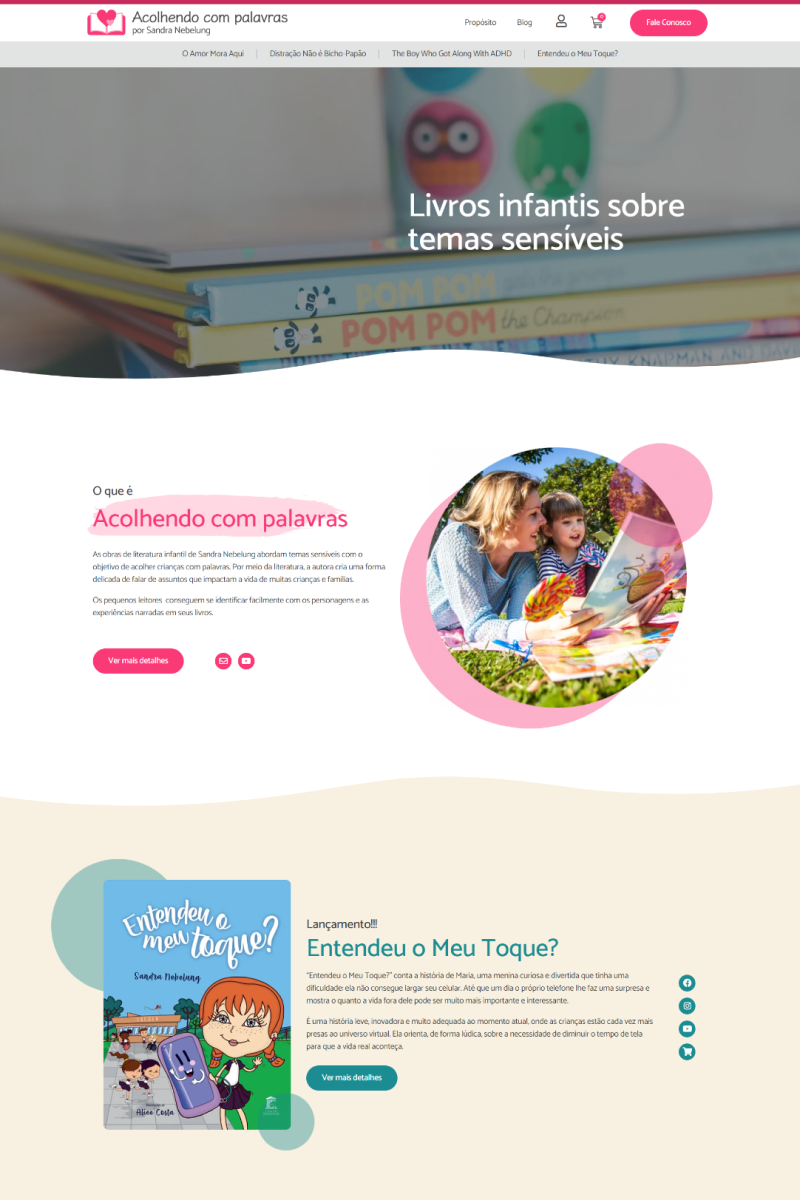 Acolhendo com palavras
por Sandra Nebelung
Propósito
Blog
0
Fale Conosco
O Amor Mora Aqui
Distração Não é Bicho-Papão
The Boy Who Got Along With ADHD
Entendeu o Meu Toque?
Livros infantis sobre
temas sensíveis
POM POM
POM POM the Champion
KNAPMAN AND
O que é
Acolhendo com palavras
As obras de literatura infantil de Sandra Nebelung abordam temas sensíveis com o
objetivo de acolher crianças com palavras. Por meio da literatura, a autora cria uma forma
delicada de falar de assuntos que impactam a vida de muitas crianças e famílias.
Os pequenos leitores conseguem se identificar facilmente com os personagens e as
experiências narradas em seus livros.
Ver mais detalhes
Entendeu o
meu toque?
Sandra Nebelung
ESCOLA
Alice Costa
Lançamento!!!
Entendeu o Meu Toque?
"Entendeu o Meu Toque?" conta a história de Maria, uma menina curiosa e divertida que tinha uma
dificuldade: ela não consegue largar seu celular. Até que um dia o próprio telefone lhe faz uma surpresa e
mostra o quanto a vida fora dele pode ser muito mais importante e interessante.
É uma história leve, inovadora e muito adequada ao momento atual, onde as crianças estão cada vez mais
presas ao universo virtual. Ela orienta, de forma lúdica, sobre a necessidade de diminuir o tempo de tela
para que a vida real aconteça.
Ver mais detalhes